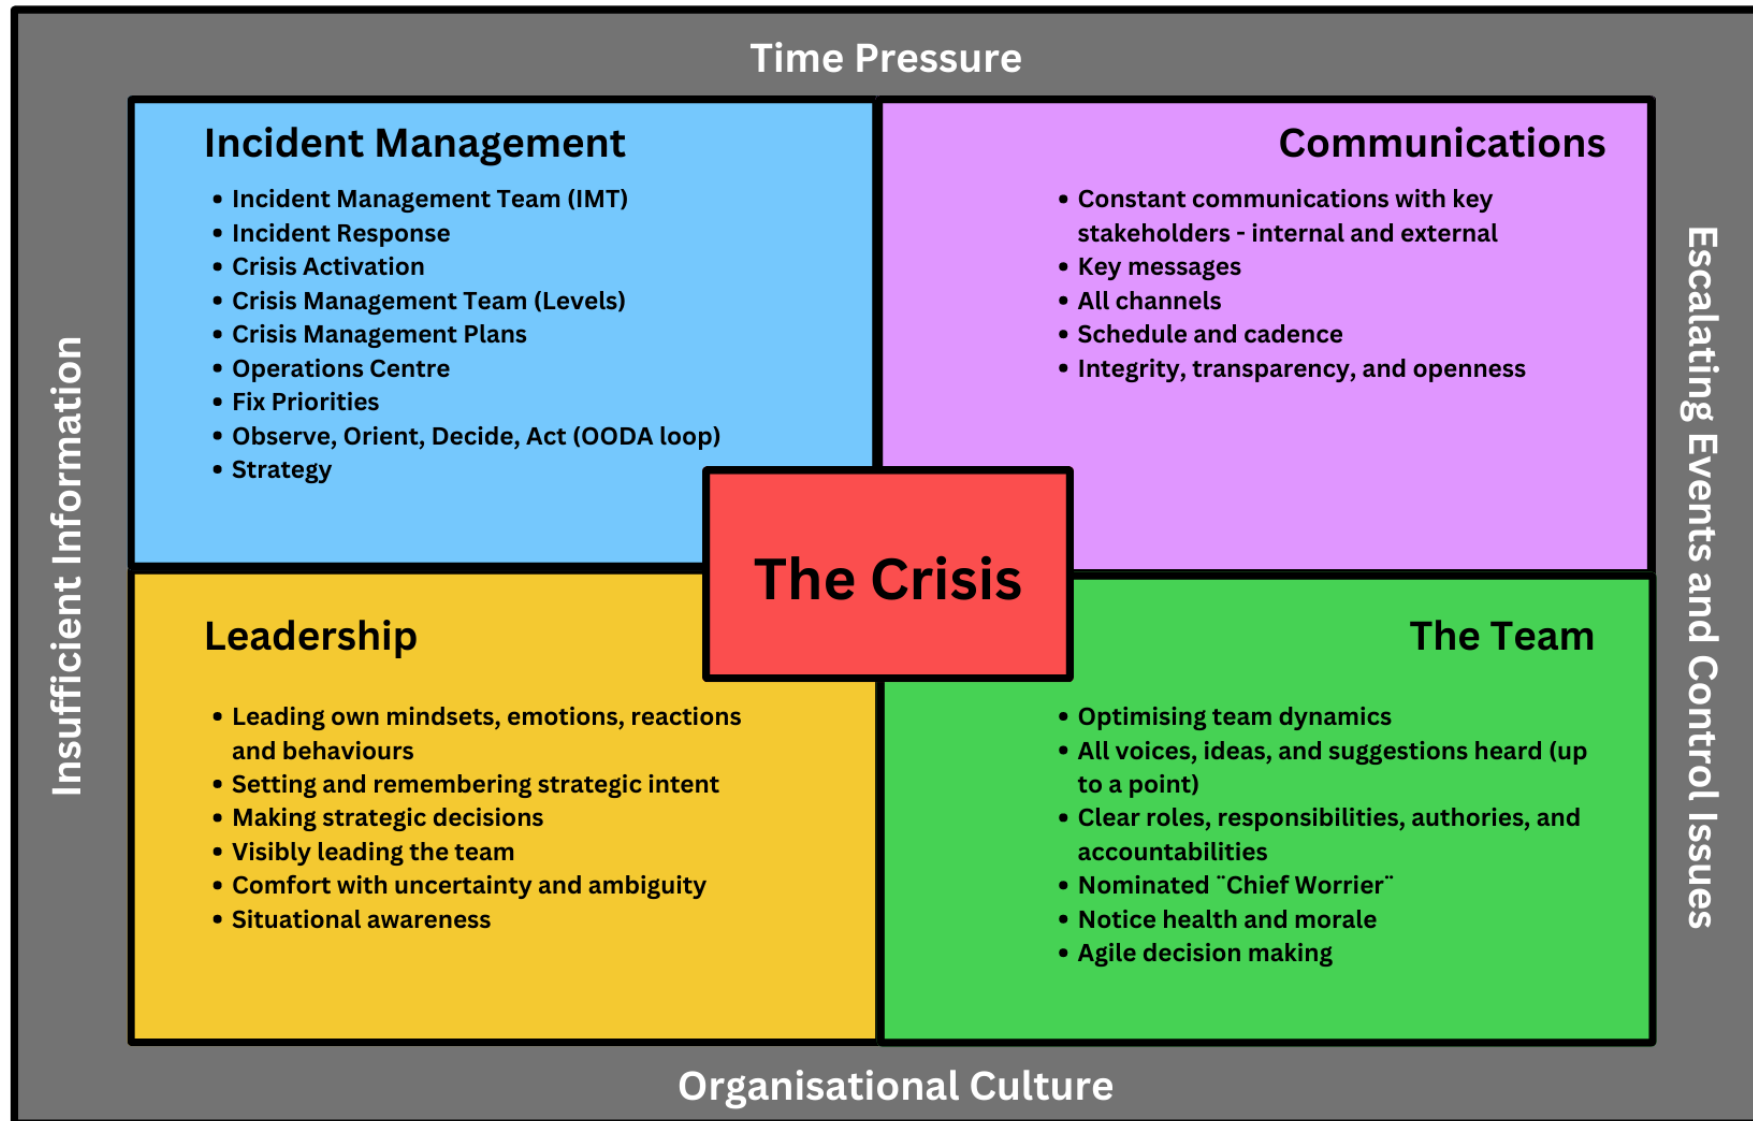 Time Pressure
Incident Management
• Incident Management Team (IMT)
• Incident Response
• Crisis Activation
• Crisis Management Team (Levels)
• Crisis Management Plans
• Operations Centre
• Fix Priorities
• Observe, Orient, Decide, Act (OODA loop)
• Strategy
Communications
• Constant communications with key
stakeholders - internal and external
• Key messages
• All channels
• Schedule and cadence
• Integrity, transparency, and openness
The Crisis
Leadership
• Leading own mindsets, emotions, reactions
and behaviours
• Setting and remembering strategic intent
• Making strategic decisions
• Visibly leading the team
• Comfort with uncertainty and ambiguity
• Situational awareness
The Team
• Optimising team dynamics
• All voices, ideas, and suggestions heard (up
to a point)
• Clear roles, responsibilities, authories, and
accountabilities
• Nominated ¨Chief Worrier¨
• Notice health and morale
• Agile decision making
Insufficient Information
Escalating Events and Control Issues
Organisational Culture